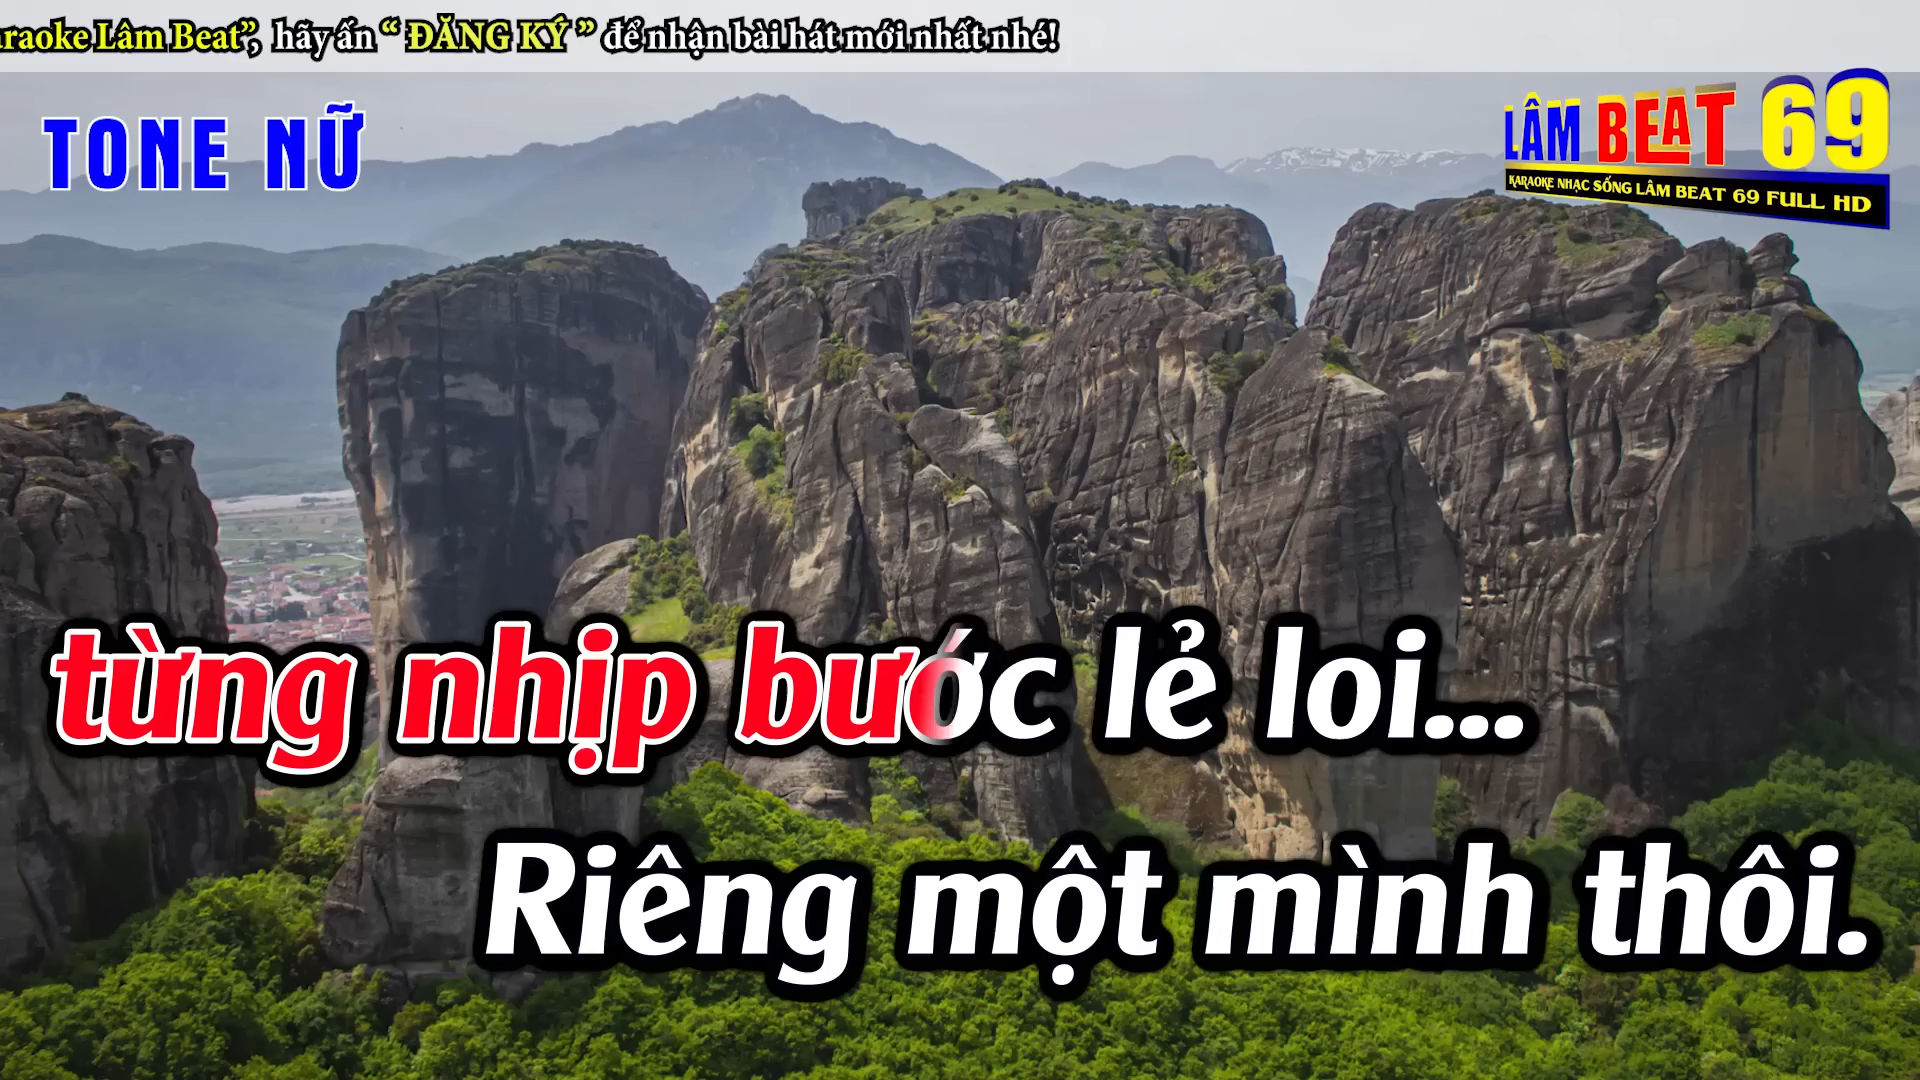 raoke Lâm Beat”, hãy ấn “ ĐĂNG KÝ ” để nhận bài hát mới nhất nhé!
TONE NỮ
LÂM BEAT 69
KARAOKE NHẠC SỐNG LÂM BEAT 69 FULL HD
từng nhịp bước lẻ loi...
Riêng một mình thôi.